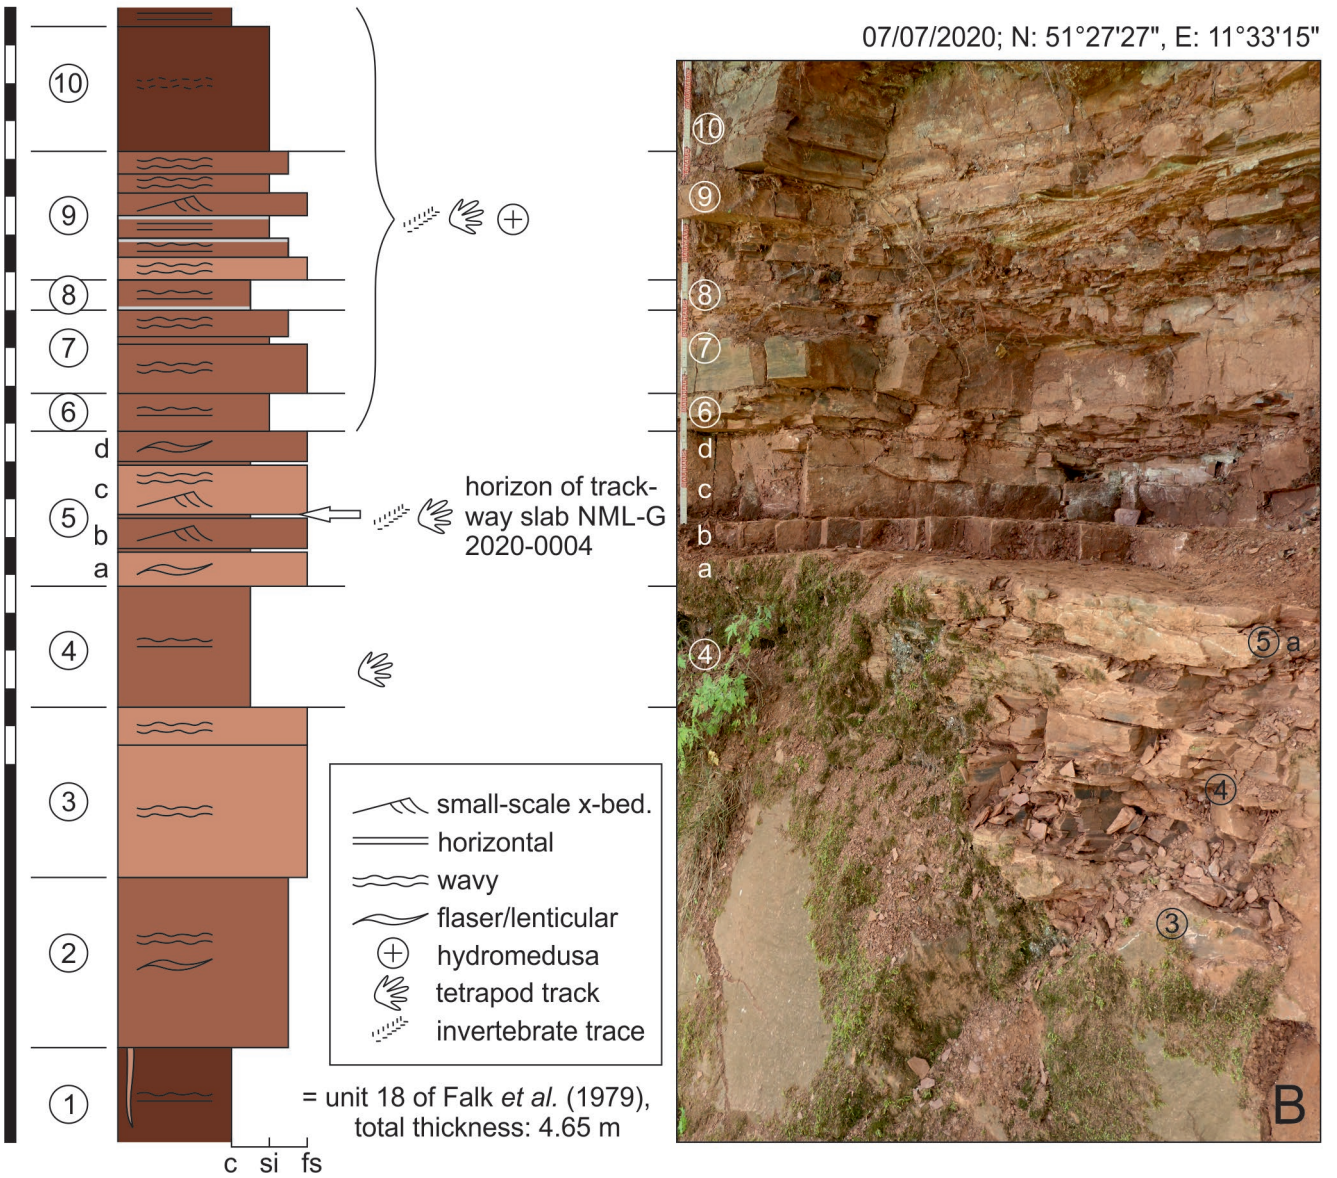 07/07/2020; N: 51°27'27", E: 11°33'15"
10
9
8
7
6
d
c
5
b
a
4
3
2
1
c si fs
horizon of track-
way slab NML-G
2020-0004
small-scale x-bed.
horizontal
wavy
flaser/lenticular
hydromedusa
tetrapod track
invertebrate trace
= unit 18 of Falk et al. (1979),
total thickness: 4.65 m
10
9
8
7
6
d
c
b
a
4
5 a
4
3
B